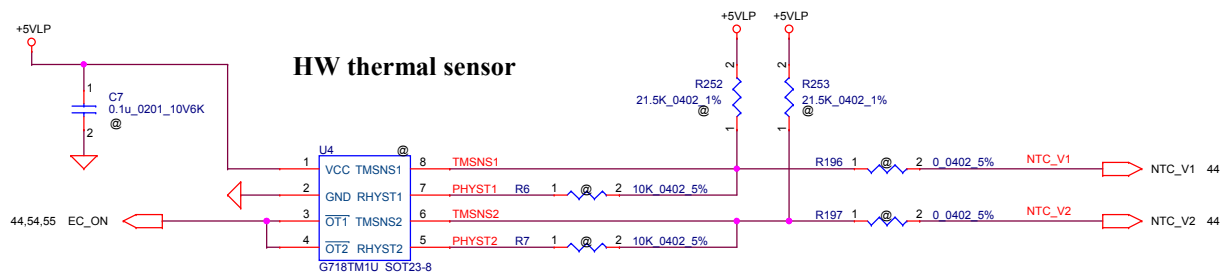 +5VLP
+5VLP
+5VLP
HW thermal sensor
1
C7
0.1u_0201_10V6K
@
2
2
R252
21.5K_0402_1%
@
1
2
R253
21.5K_0402_1%
@
1
U4
@
1 VCC TMSNS1 8 TMSNS1
R196 1 @ 2 0_0402_5% NTC_V1 NTC_V1 44
2 GND RHYST1 7 PHYST1 R6 1 @ 2 10K_0402_5%
44,54,55 EC_ON 3 OT1 TMSNS2 6 TMSNS2
R197 1 @ 2 0_0402_5% NTC_V2 NTC_V2 44
4 OT2 RHYST2 5 PHYST2 R7 1 @ 2 10K_0402_5%
G718TM1U_SOT23-8